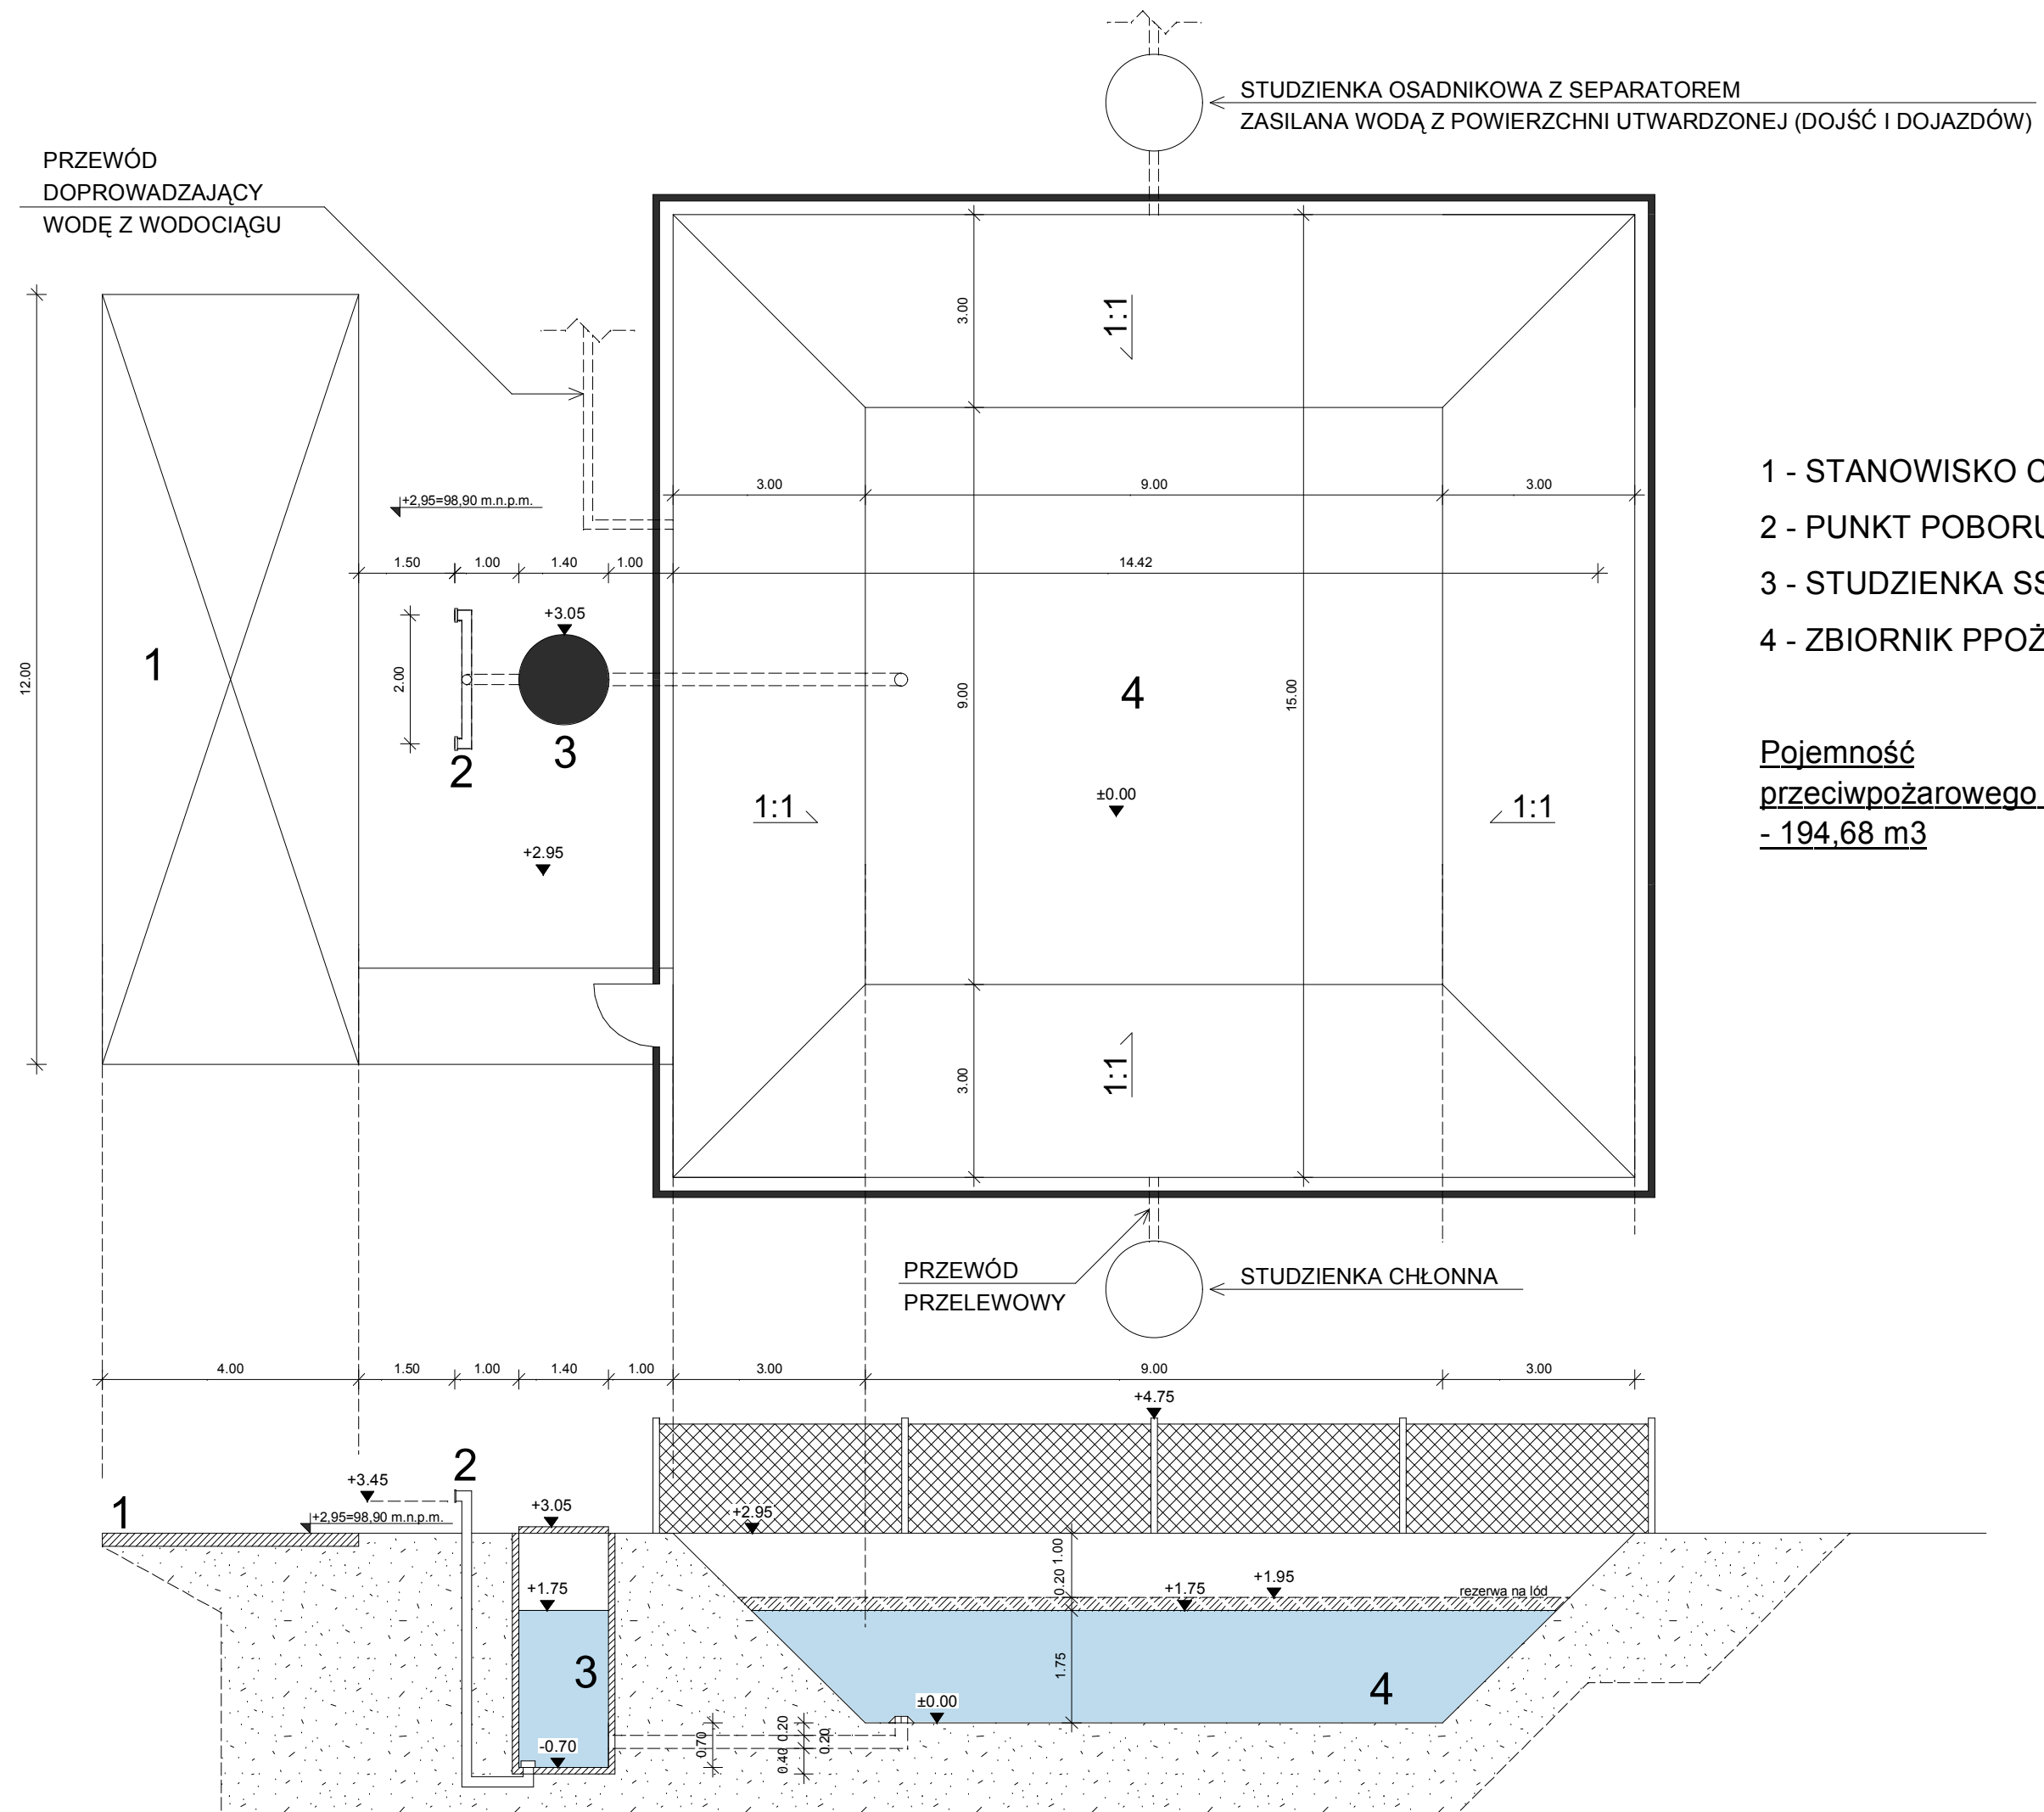 STUDZIENKA OSADNIKOWA Z SEPARATOREM
ZASILANA WODĄ Z POWIERZCHNI UTWARDZONEJ (DOJŚĆ I DOJAZDÓW)
PRZEWÓD
DOPROWADZAJĄCY
WODĘ Z WODOCIĄGU
3.00
1:1
12.00
3.00
9.00
3.00
+2,95=98,90 m.n.p.m.
1.50
1.00
1.40
1.00
14.42
1
2.00
+3.05
2
3
9.00
4
15.00
1:1
±0.00
1:1
+2.95
3.00
1:1
1 - STANOWISKO C
2 - PUNKT POBORU
3 - STUDZIENKA SS
4 - ZBIORNIK PPOŻ
Pojemność
przeciwpożarowego
- 194,68 m3
PRZEWÓD
PRZELEWOWY
STUDZIENKA CHŁONNA
4.00
1.50
1.00
1.40
1.00
3.00
9.00
3.00
+4.75
2
+3.45
1
+2,95=98,90 m.n.p.m.
+3.05
+2.95
1.00
0.20
+1.75
+1.75
+1.95
rezerwa na lód
3
1.75
4
±0.00
-0.70
0.70
0.20
0.20
0.40